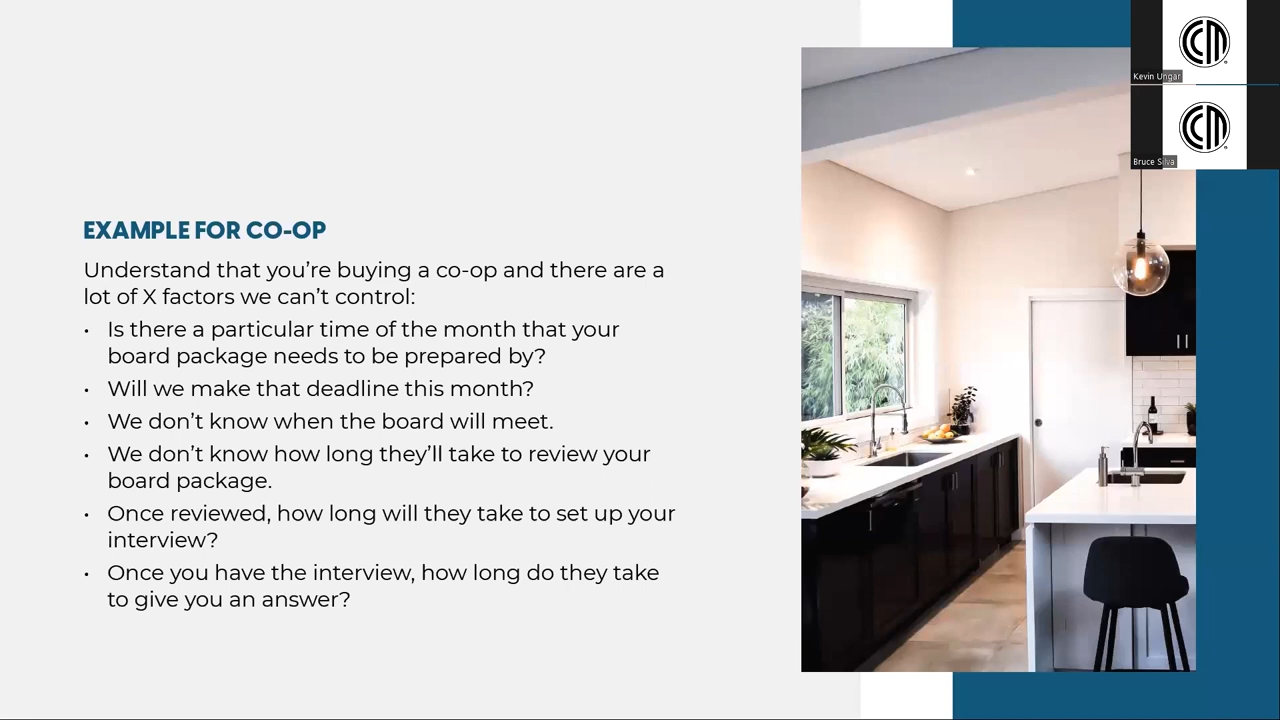 EXAMPLE FOR CO-OP
Understand that you’re buying a co-op and there are a
lot of X factors we can’t control:
• Is there a particular time of the month that your
board package needs to be prepared by?
• Will we make that deadline this month?
• We don’t know when the board will meet.
• We don’t know how long they’ll take to review your
board package.
• Once reviewed, how long will they take to set up your
interview?
• Once you have the interview, how long do they take
to give you an answer?
CM
Kevin Ungar
CM
Bruce Silva